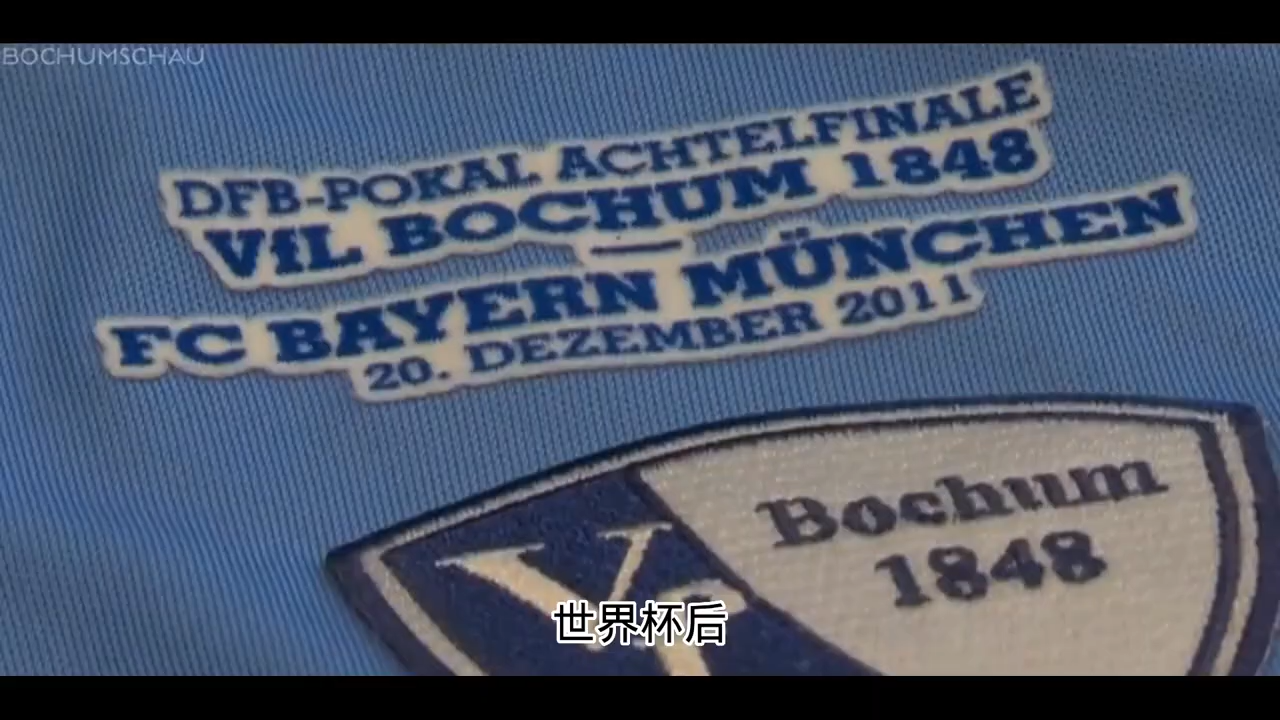 BOCHUMSCHAU
DFB-POKAL ACHTELFINALE
VfL BOCHUM 1848
—
FC BAYERN MÜNCHEN
20. DEZEMBER 2011
Bochum
1848
世界杯后